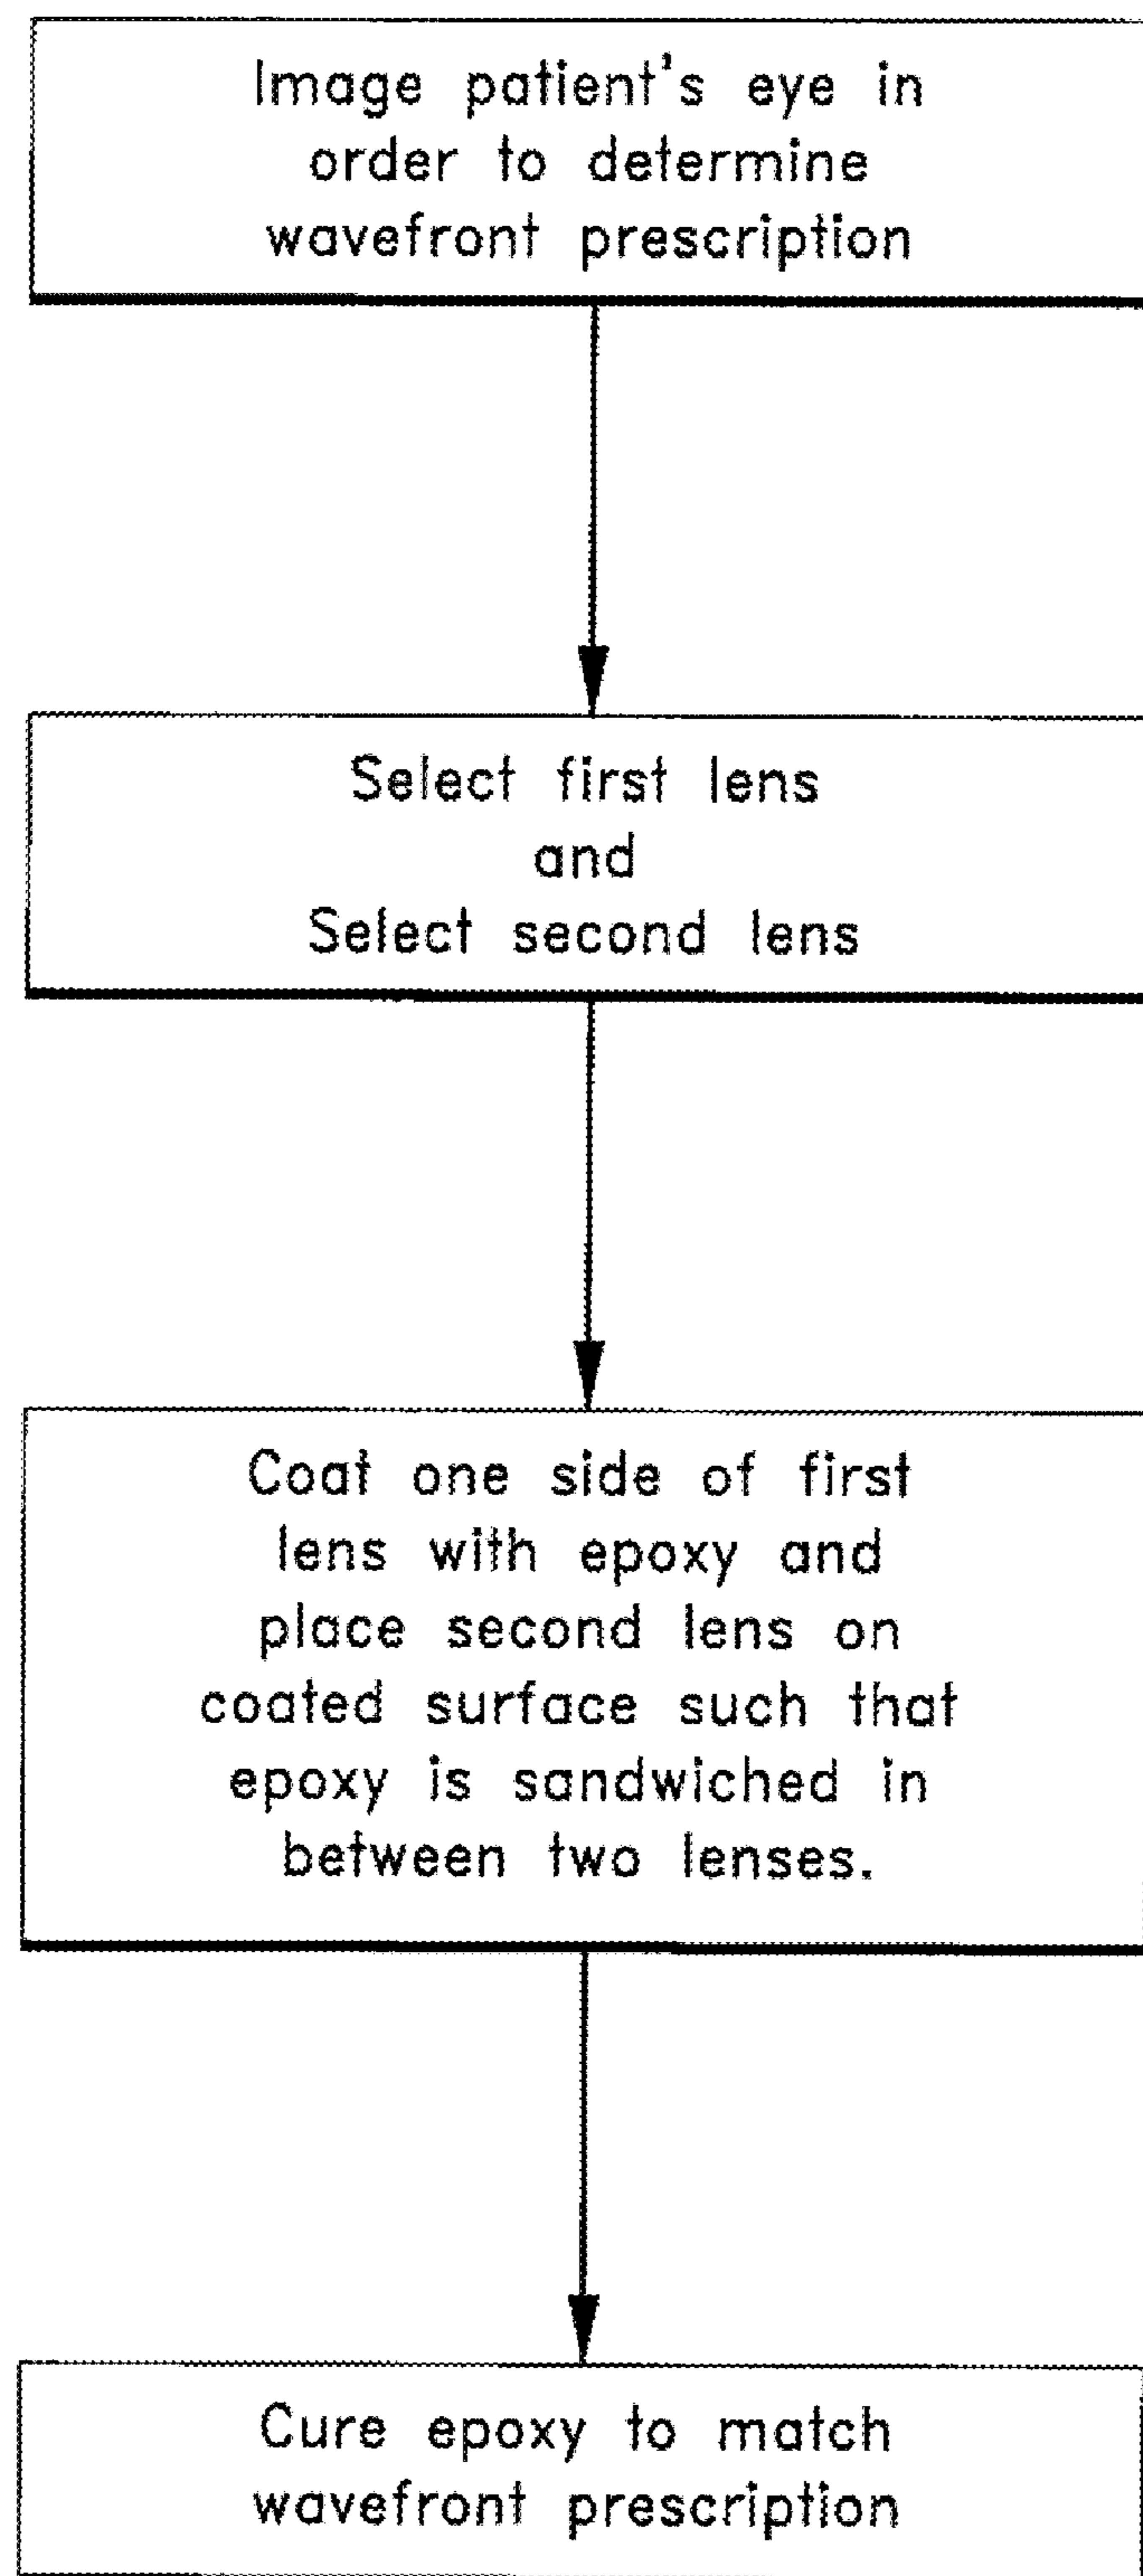 Image patient's eye in
order to determine
wavefront prescription
Select first lens
and
Select second lens
Coat one side of first
lens with epoxy and
place second lens on
coated surface such that
epoxy is sandwiched in
between two lenses.
Cure epoxy to match
wavefront prescription